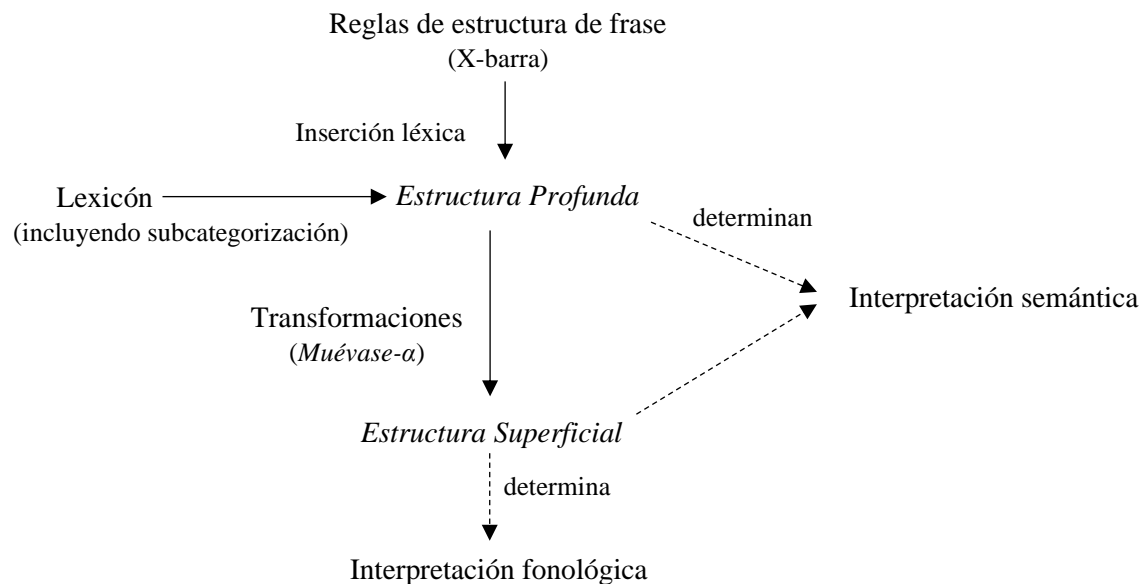 Reglas de estructura de frase
(X-barra)
Inserción léxica
Lexicón
(incluyendo subcategorización)
Estructura Profunda
determinan
Interpretación semántica
Transformaciones
(Muévase-α)
Estructura Superficial
determina
Interpretación fonológica